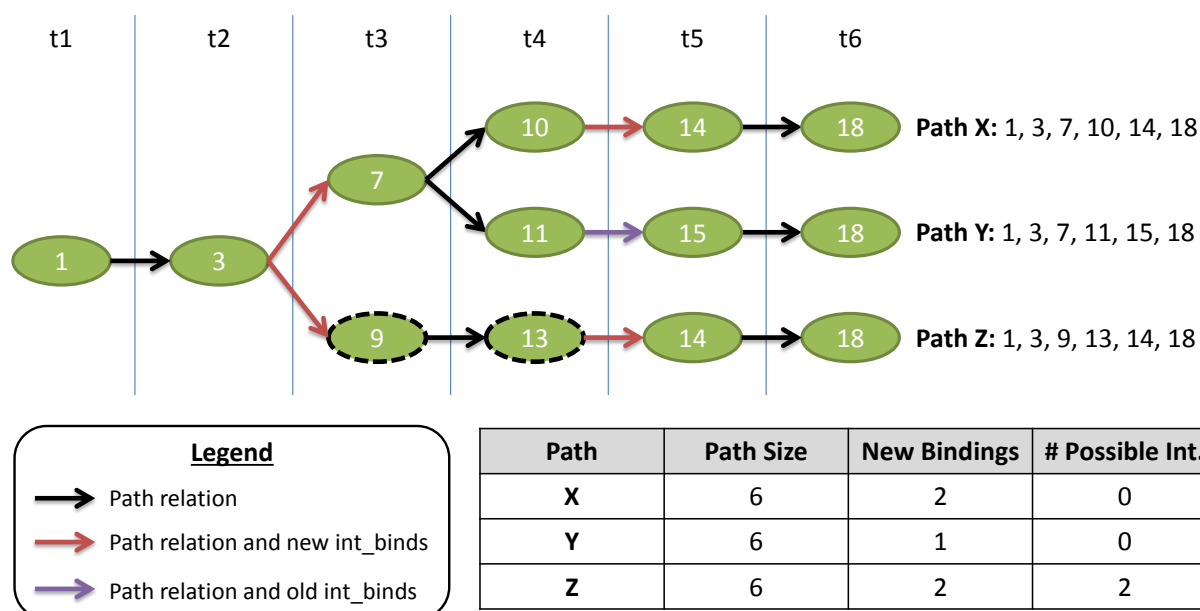 t1 t2 t3 t4 t5 t6
10 14 18 Path X: 1, 3, 7, 10, 14, 18
7
11 15 18 Path Y: 1, 3, 7, 11, 15, 18
1 3
9 13 14 18 Path Z: 1, 3, 9, 13, 14, 18
Legend
Path relation
Path relation and new int_binds
Path relation and old int_binds
Path Path Size New Bindings # Possible Int.
X 6 2 0
Y 6 1 0
Z 6 2 2